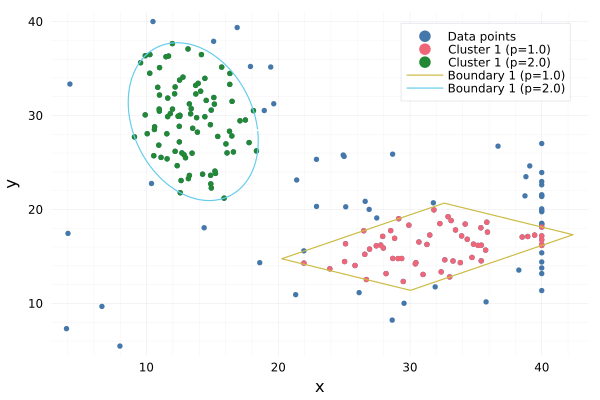 40
30
20
10
y
10
20
30
40
x
Data points
Cluster 1 (p=1.0)
Cluster 1 (p=2.0)
Boundary 1 (p=1.0)
Boundary 1 (p=2.0)